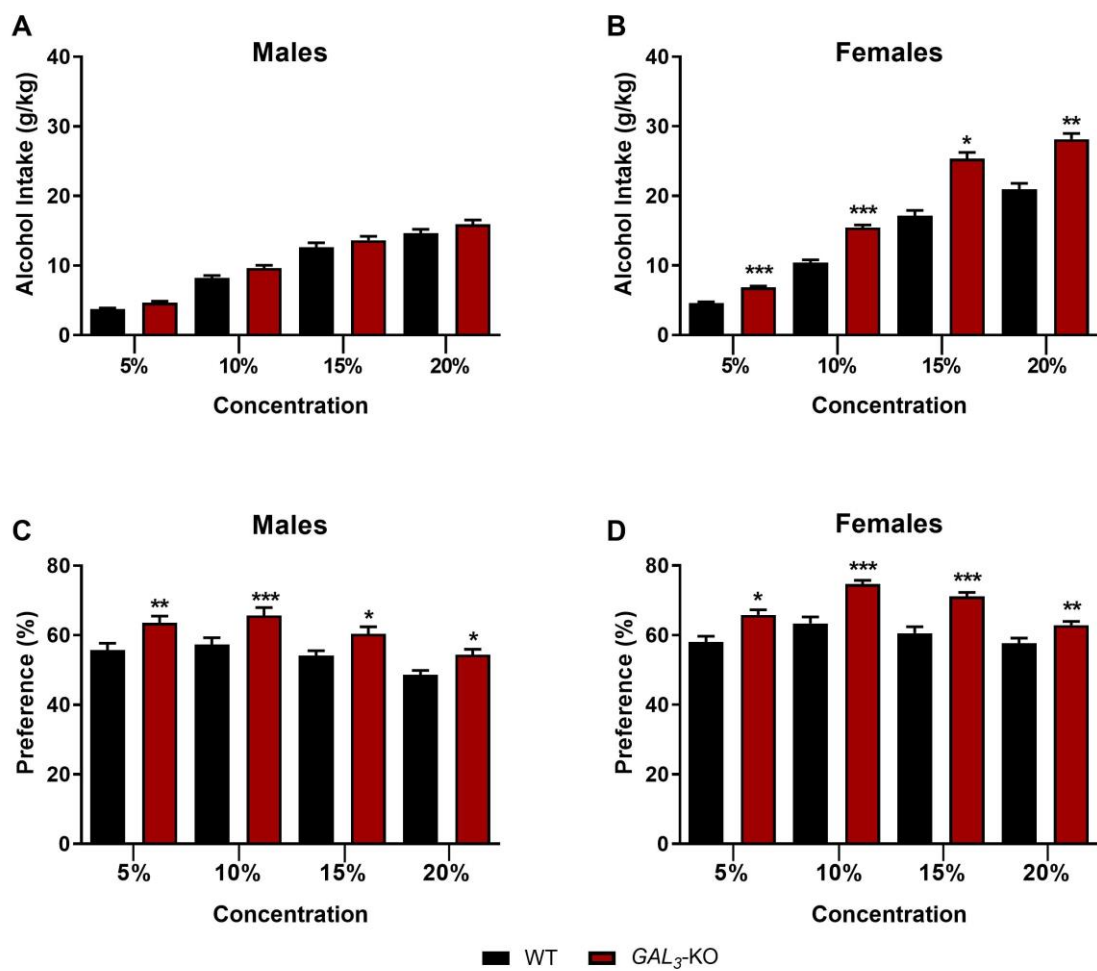 A
Males
Alcohol Intake (g/kg)
40
30
20
10
0
5% 10% 15% 20%
Concentration
B
Females
Alcohol Intake (g/kg)
40
30
20
10
0
*** *** * **
5% 10% 15% 20%
Concentration
C
Males
Preference (%)
80
60
40
20
0
** *** * *
5% 10% 15% 20%
Concentration
D
Females
Preference (%)
80
60
40
20
0
* *** *** **
5% 10% 15% 20%
Concentration
WT GAL₃-KO